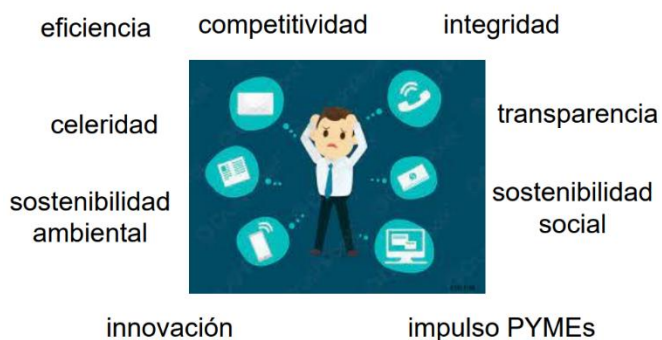 eficiencia
competitividad
integridad
celeridad
transparencia
sostenibilidad
ambiental
sostenibilidad
social
innovación
impulso PYMEs